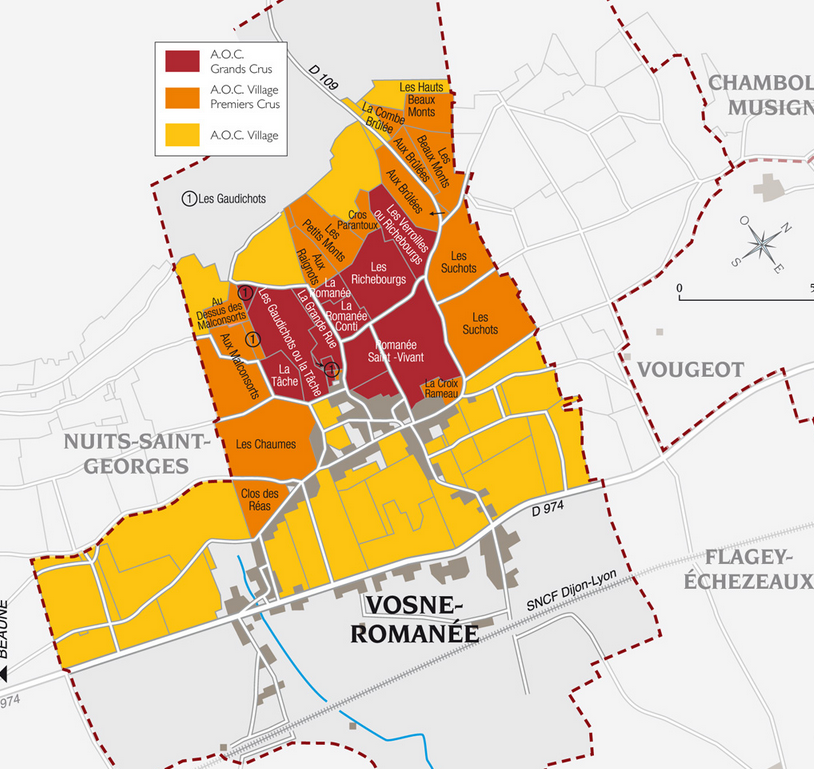 A.O.C.
Grands Crus
A.O.C. Village
Premiers Crus
A.O.C. Village
D 109
CHAMBOL
MUSIGN
Les Hauts
Beaux
Monts
La Combe
Brûlée
Les
Beaux Monts
Aux Brûlées
Aux Brûlées
1 Les Gaudichots
Cros
Parantoux
Les Verroilles
ou Richebourgs
Les
Petits Monts
Aux
Raignots
Les
Richebourgs
Les
Suchots
Les
Suchots
N
O
E
S
0
1
La
Romanée
La
Romanée
Conti
La Grande Rue
Les Gaudichots ou la Tâche
Au
Dessus des
Malconsorts
1
Aux Malconsorts
1
La
Tâche
Romanée
Saint -Vivant
La Croix
Rameau
VOUGEOT
NUITS-SAINT-
GEORGES
Les Chaumes
Clos des
Réas
D 974
FLAGEY-
ÉCHEZEAUX
SNCF Dijon-Lyon
VOSNE-
ROMANÉE
BEAUNE
974